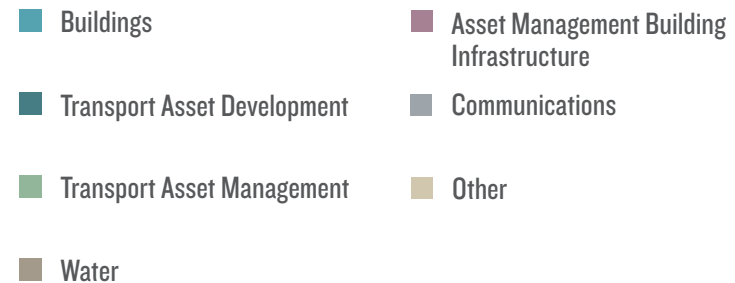 Buildings
Transport Asset Development
Transport Asset Management
Water
Asset Management Building
Infrastructure
Communications
Other